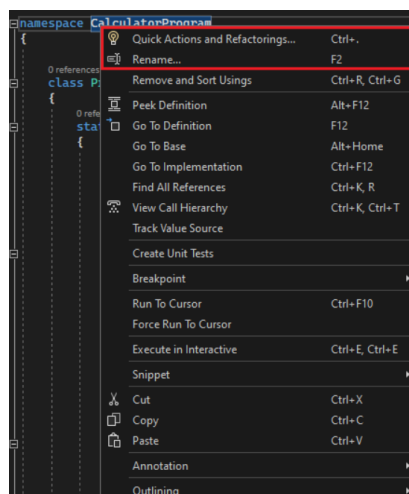 namespace CalculatorProgram
{
Quick Actions and Refactorings... Ctrl+.
Rename... F2
0 references
class
Remove and Sort Usings Ctrl+R, Ctrl+G
{
Peek Definition Alt+F12
0 refe
sta
Go To Definition F12
{
Go To Base Alt+Home
Go To Implementation Ctrl+F12
Find All References Ctrl+K, R
View Call Hierarchy Ctrl+K, Ctrl+T
Track Value Source
Create Unit Tests
Breakpoint
Run To Cursor Ctrl+F10
Force Run To Cursor
Execute in Interactive Ctrl+E, Ctrl+E
Snippet
Cut Ctrl+X
Copy Ctrl+C
Paste Ctrl+V
Annotation
Outlining